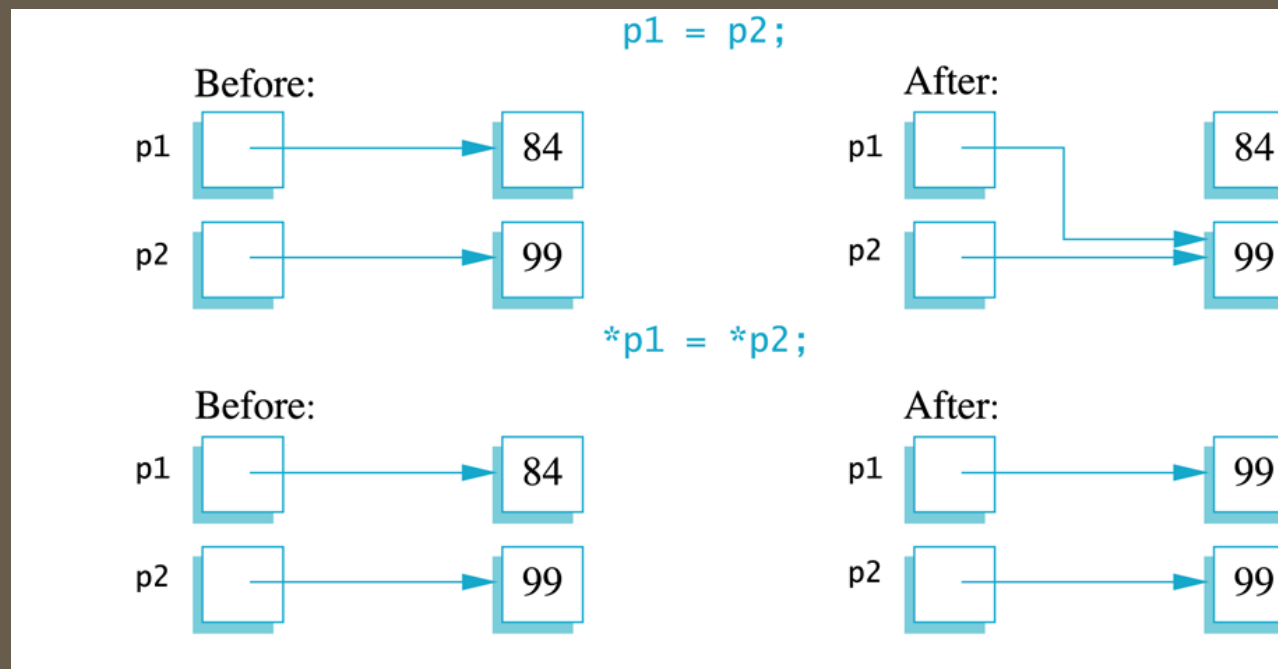 p1 = p2;
Before: After:
p1 84 p1 84
p2 99 p2 99
*p1 = *p2;
Before: After:
p1 84 p1 99
p2 99 p2 99